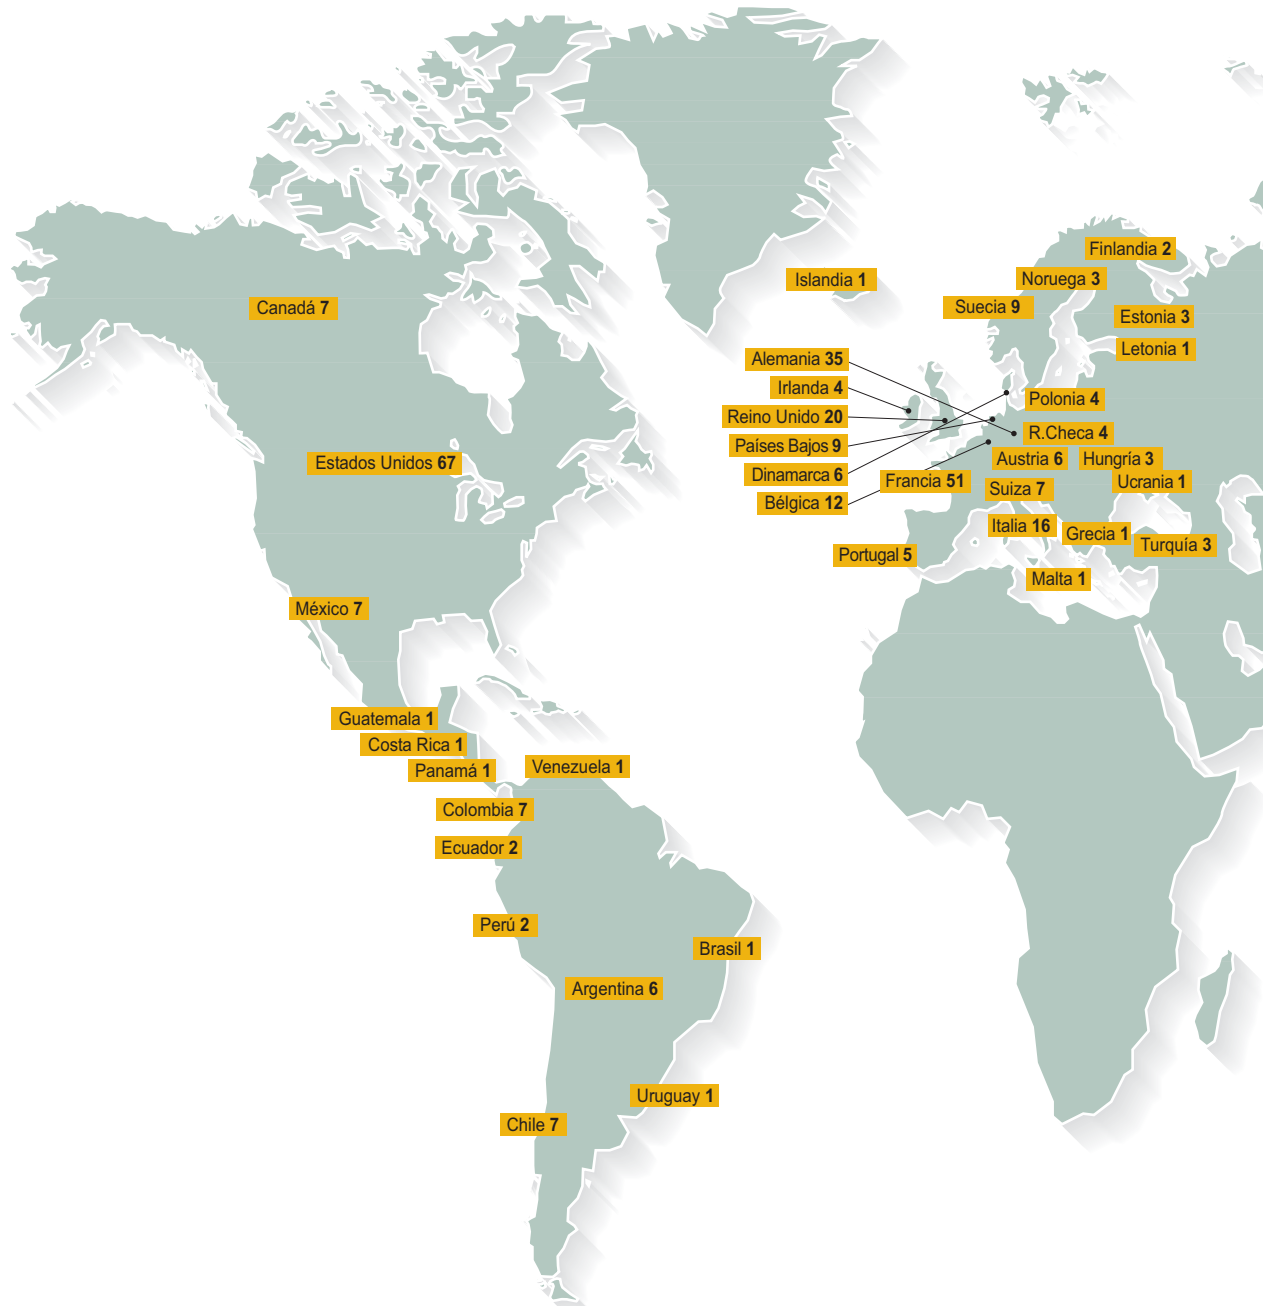 Finlandia 2
Islandia 1
Noruega 3
Canadá 7
Suecia 9
Estonia 3
Letonia 1
Alemania 35
Irlanda 4
Polonia 4
Reino Unido 20
R.Checa 4
Países Bajos 9
Estados Unidos 67
Austria 6
Hungría 3
Dinamarca 6
Francia 51
Ucrania 1
Suiza 7
Bélgica 12
Italia 16
Grecia 1
Turquía 3
Portugal 5
Malta 1
México 7
Guatemala 1
Costa Rica 1
Panamá 1
Venezuela 1
Colombia 7
Ecuador 2
Perú 2
Brasil 1
Argentina 6
Uruguay 1
Chile 7